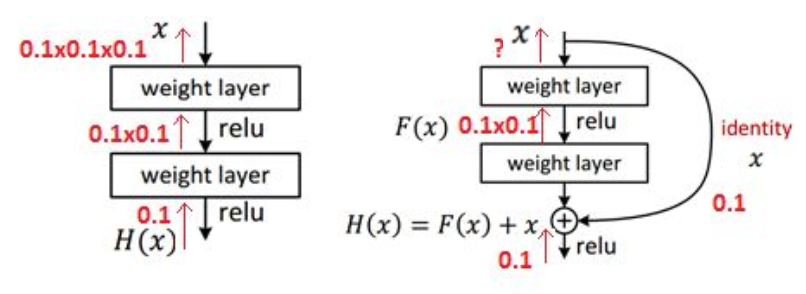 x
0.1x0.1x0.1
weight layer
0.1x0.1
relu
weight layer
0.1
relu
H(x)
? x
weight layer
F(x) 0.1x0.1
relu
identity
x
weight layer
0.1
H(x) = F(x) + x
+
relu
0.1